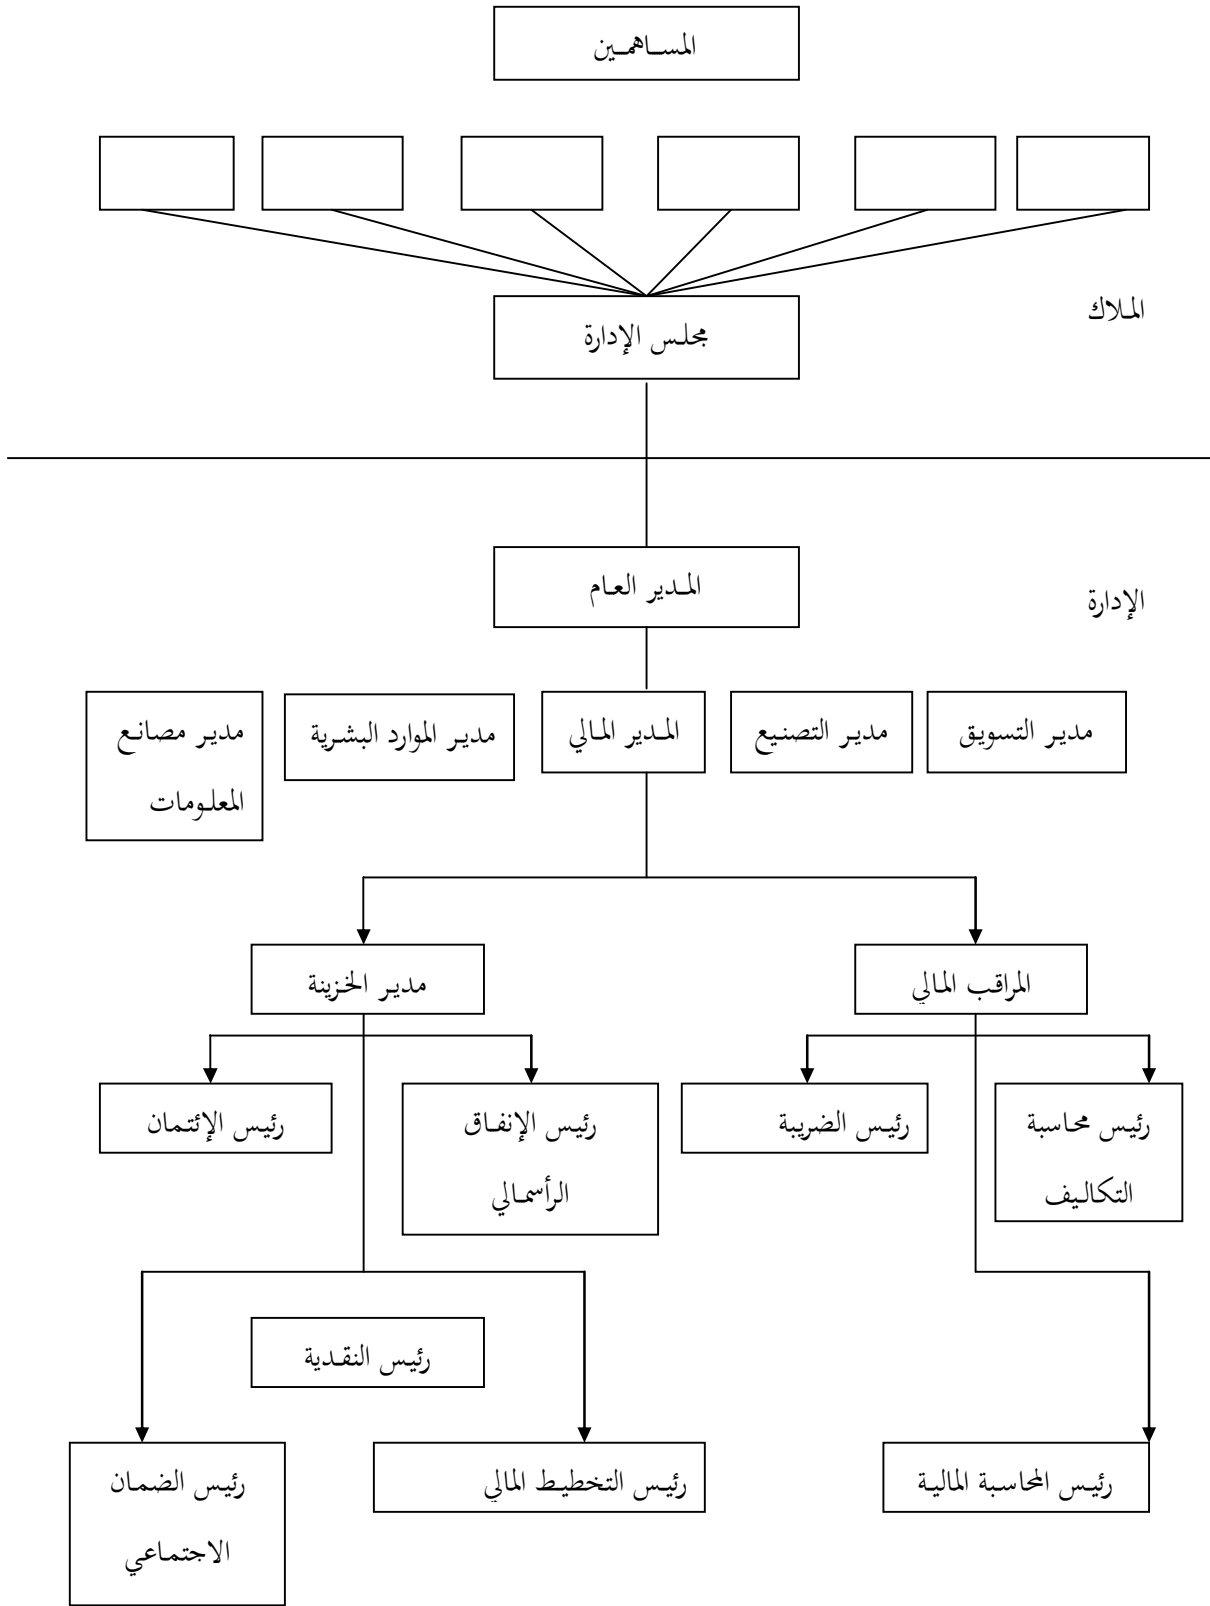 المساهمين
الملاك
مجلس الإدارة
المدير العام
الإدارة
مدير التسويق
مدير التصنيع
المدير المالي
مدير الموارد البشرية
مدير مصانع
المعلومات
المراقب المالي
مدير الخزينة
رئيس محاسبة
التكاليف
رئيس الضريبة
رئيس الإنفاق
الرأسمالي
رئيس الإئتمان
رئيس النقدية
رئيس المحاسبة المالية
رئيس التخطيط المالي
رئيس الضمان
الاجتماعي